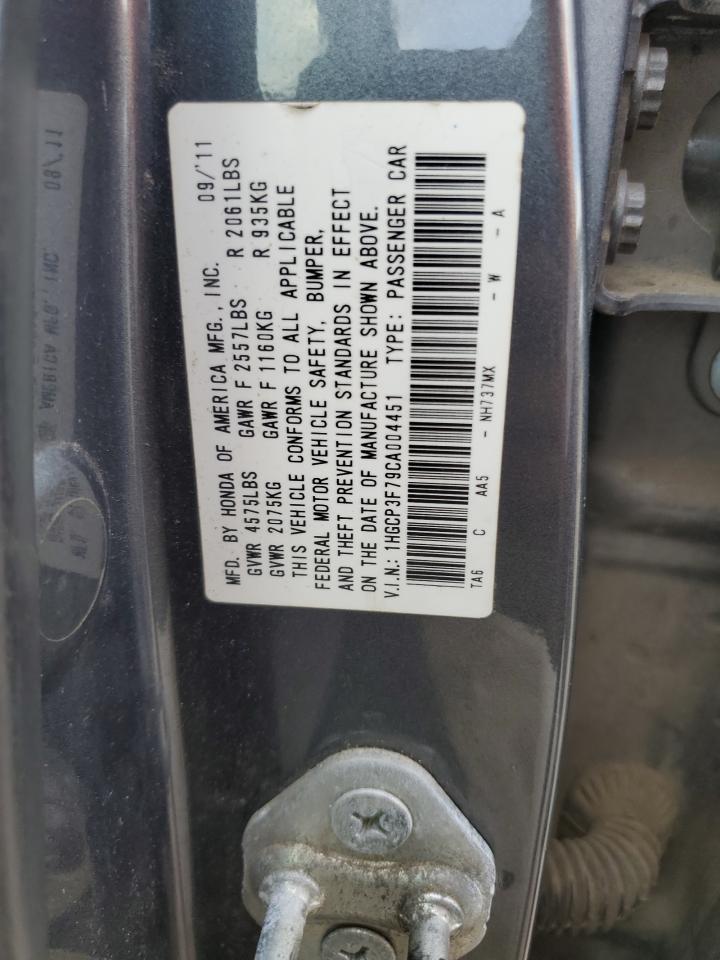 MFD. BY HONDA OF AMERICA MFG., INC. 09/'11
GVWR 4575LBS GAWR F 2557LBS R 2061LBS
GVWR 2075KG GAWR F 1160KG R 935KG
THIS VEHICLE CONFORMS TO ALL APPLICABLE
FEDERAL MOTOR VEHICLE SAFETY, BUMPER,
AND THEFT PREVENTION STANDARDS IN EFFECT
ON THE DATE OF MANUFACTURE SHOWN ABOVE.
V.I.N.: 1HGCP3F79CA004451 TYPE: PASSENGER CAR
TA6 C AA5 - NH737MX - W - A